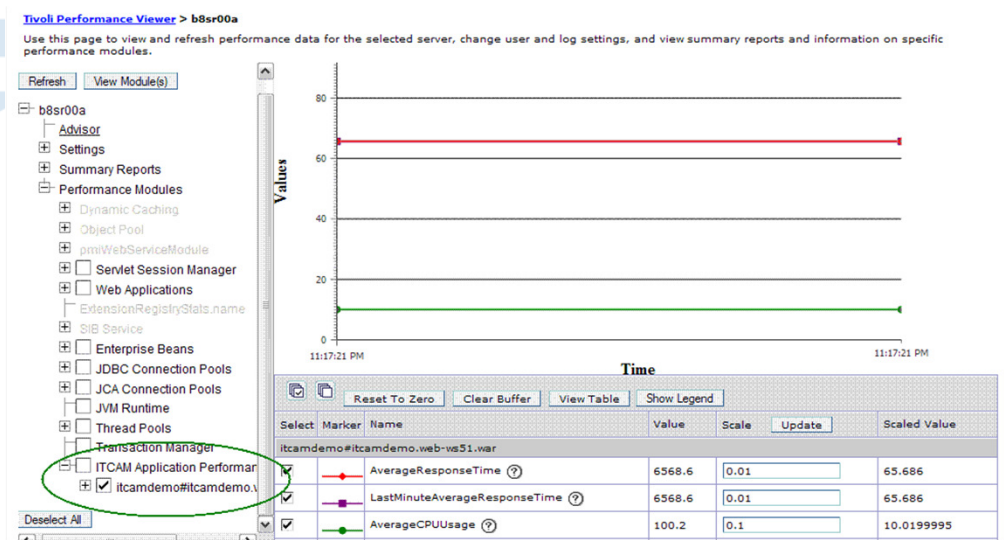 Tivoli Performance Viewer > b8sr00a
Use this page to view and refresh performance data for the selected server, change user and log settings, and view summary reports and information on specific
performance modules.
Refresh View Module(s)
b8sr00a
Advisor
Settings
Summary Reports
Performance Modules
Dynamic Caching
Object Pool
pmiWebServiceModule
Servlet Session Manager
Web Applications
ExtensionRegistryStats.name
SIB Service
Enterprise Beans
JDBC Connection Pools
JCA Connection Pools
JVM Runtime
Thread Pools
Transaction Manager
ITCAM Application Performan
itcamdemo#itcamdemo.w
Deselect All
Values
80
60
40
20
0
11:17:21 PM 11:17:21 PM
Time
Reset To Zero Clear Buffer View Table Show Legend
Select Marker Name Value Scale Update Scaled Value
itcamdemo#itcamdemo.web-ws51.war
AverageResponseTime ? 6568.6 0.01 65.686
LastMinuteAverageResponseTime ? 6568.6 0.01 65.686
AverageCPUUsage ? 100.2 0.1 10.0199995